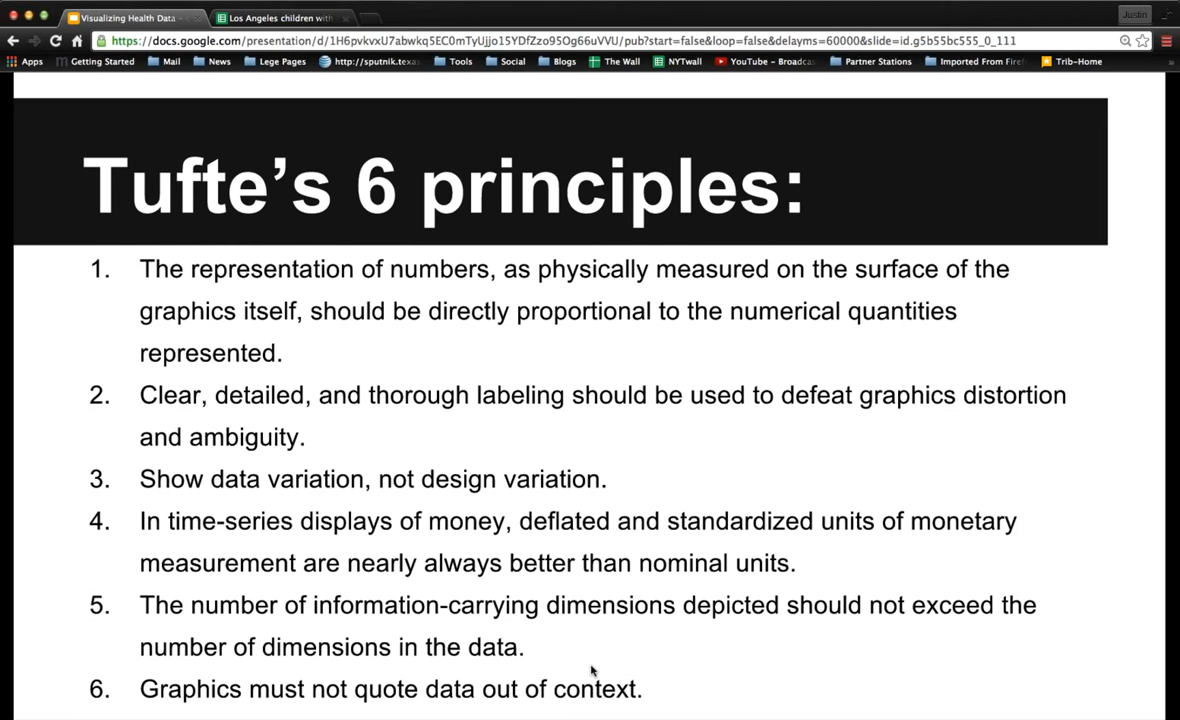 Visualizing Health Data -
Los Angeles children with
Justin
https://docs.google.com/presentation/d/1H6pvkvxU7abwkq5EC0mTyUjjo15YDfZzo95Og66uVVU/pub?start=false&loop=false&delayms=60000&slide=id.g5b55bc555_0_111
Apps Getting Started Mail News Lege Pages http://sputnik.texas Tools Social Blogs The Wall NYTwall YouTube - Broadcas Partner Stations Imported From Firef Trib-Home »
Tufte’s 6 principles:
1. The representation of numbers, as physically measured on the surface of the
graphics itself, should be directly proportional to the numerical quantities
represented.
2. Clear, detailed, and thorough labeling should be used to defeat graphics distortion
and ambiguity.
3. Show data variation, not design variation.
4. In time-series displays of money, deflated and standardized units of monetary
measurement are nearly always better than nominal units.
5. The number of information-carrying dimensions depicted should not exceed the
number of dimensions in the data.
6. Graphics must not quote data out of context.